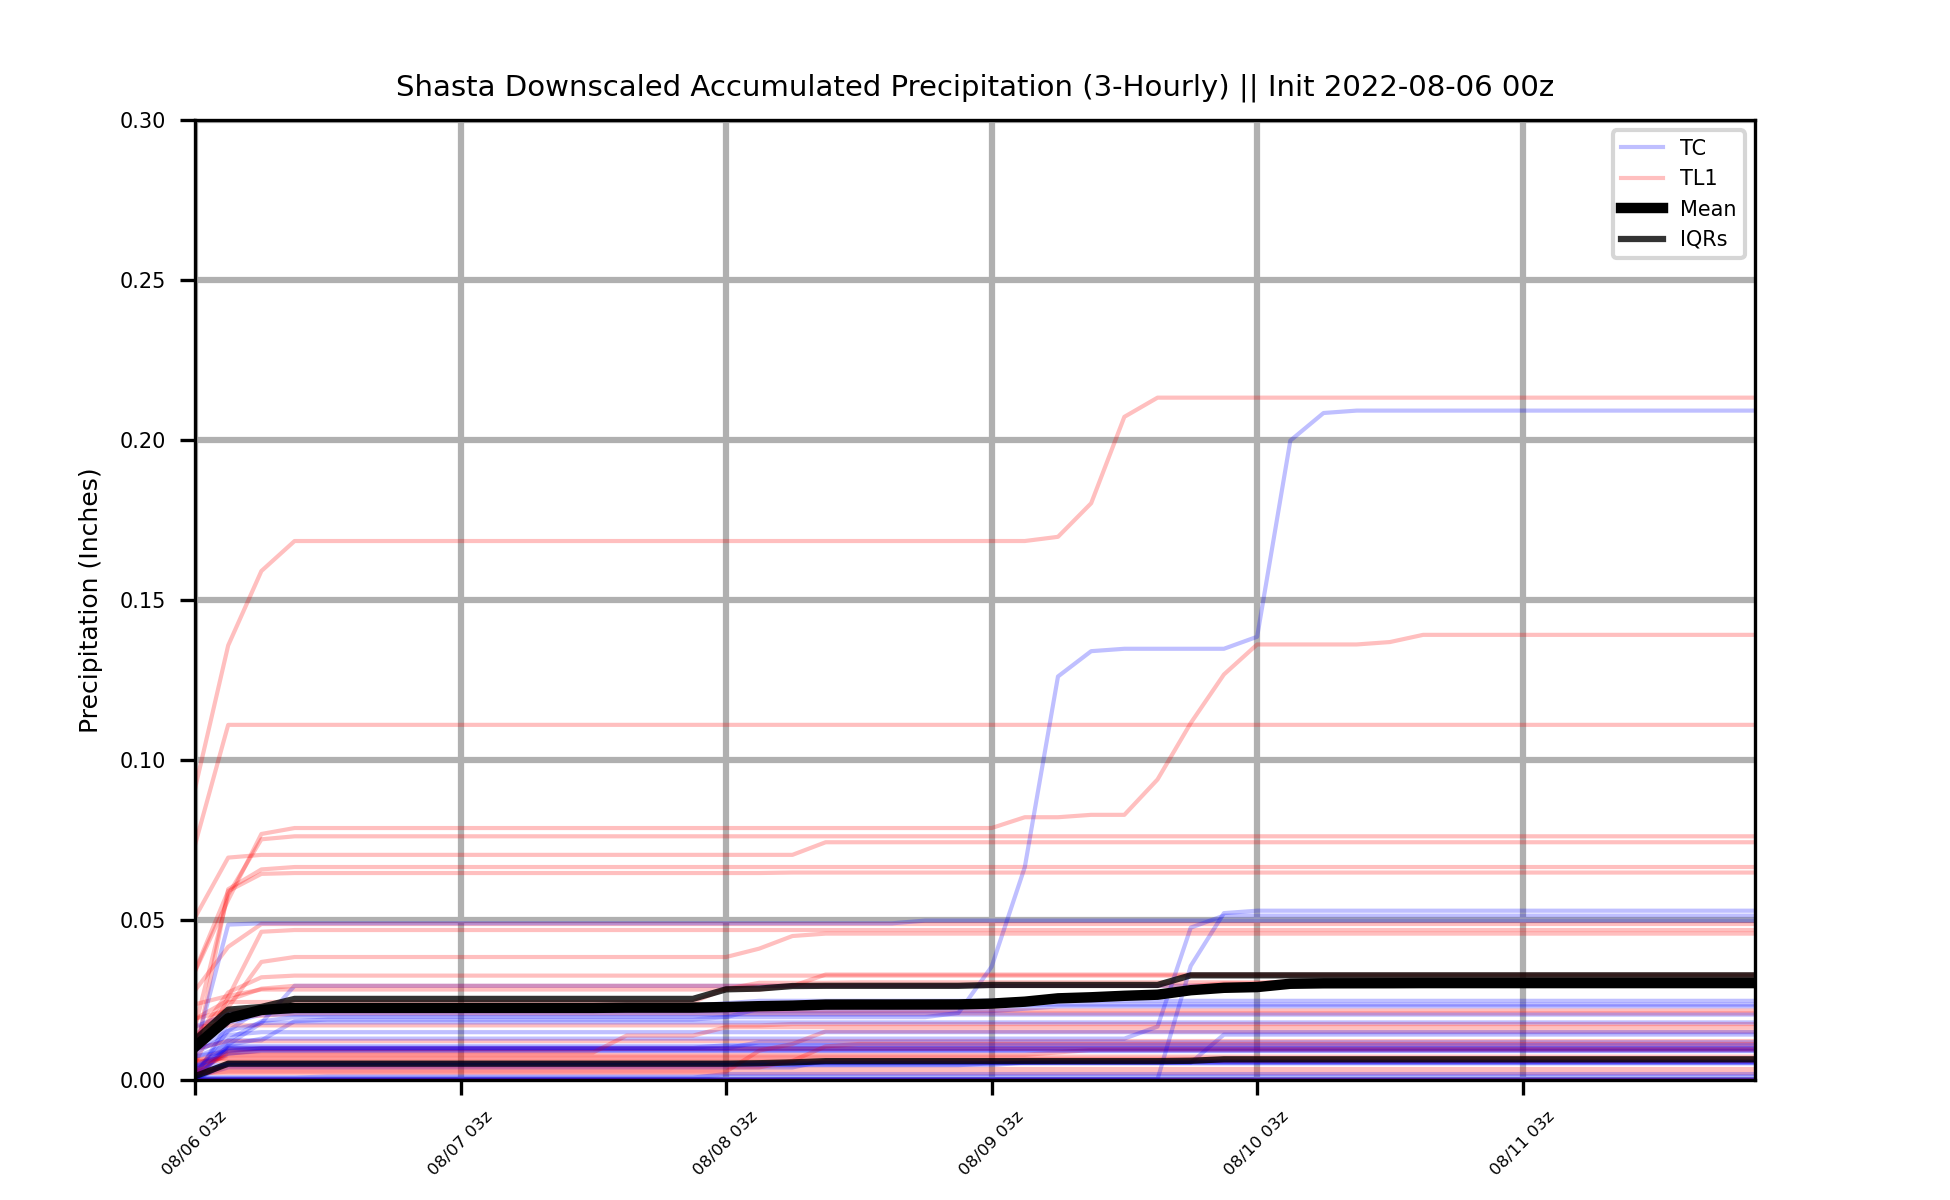 Shasta Downscaled Accumulated Precipitation (3-Hourly) || Init 2022-08-06 00z
TC
TL1
Mean
IQRs
Precipitation (Inches)
0.30
0.25
0.20
0.15
0.10
0.05
0.00
08/06 03z
08/07 03z
08/08 03z
08/09 03z
08/10 03z
08/11 03z